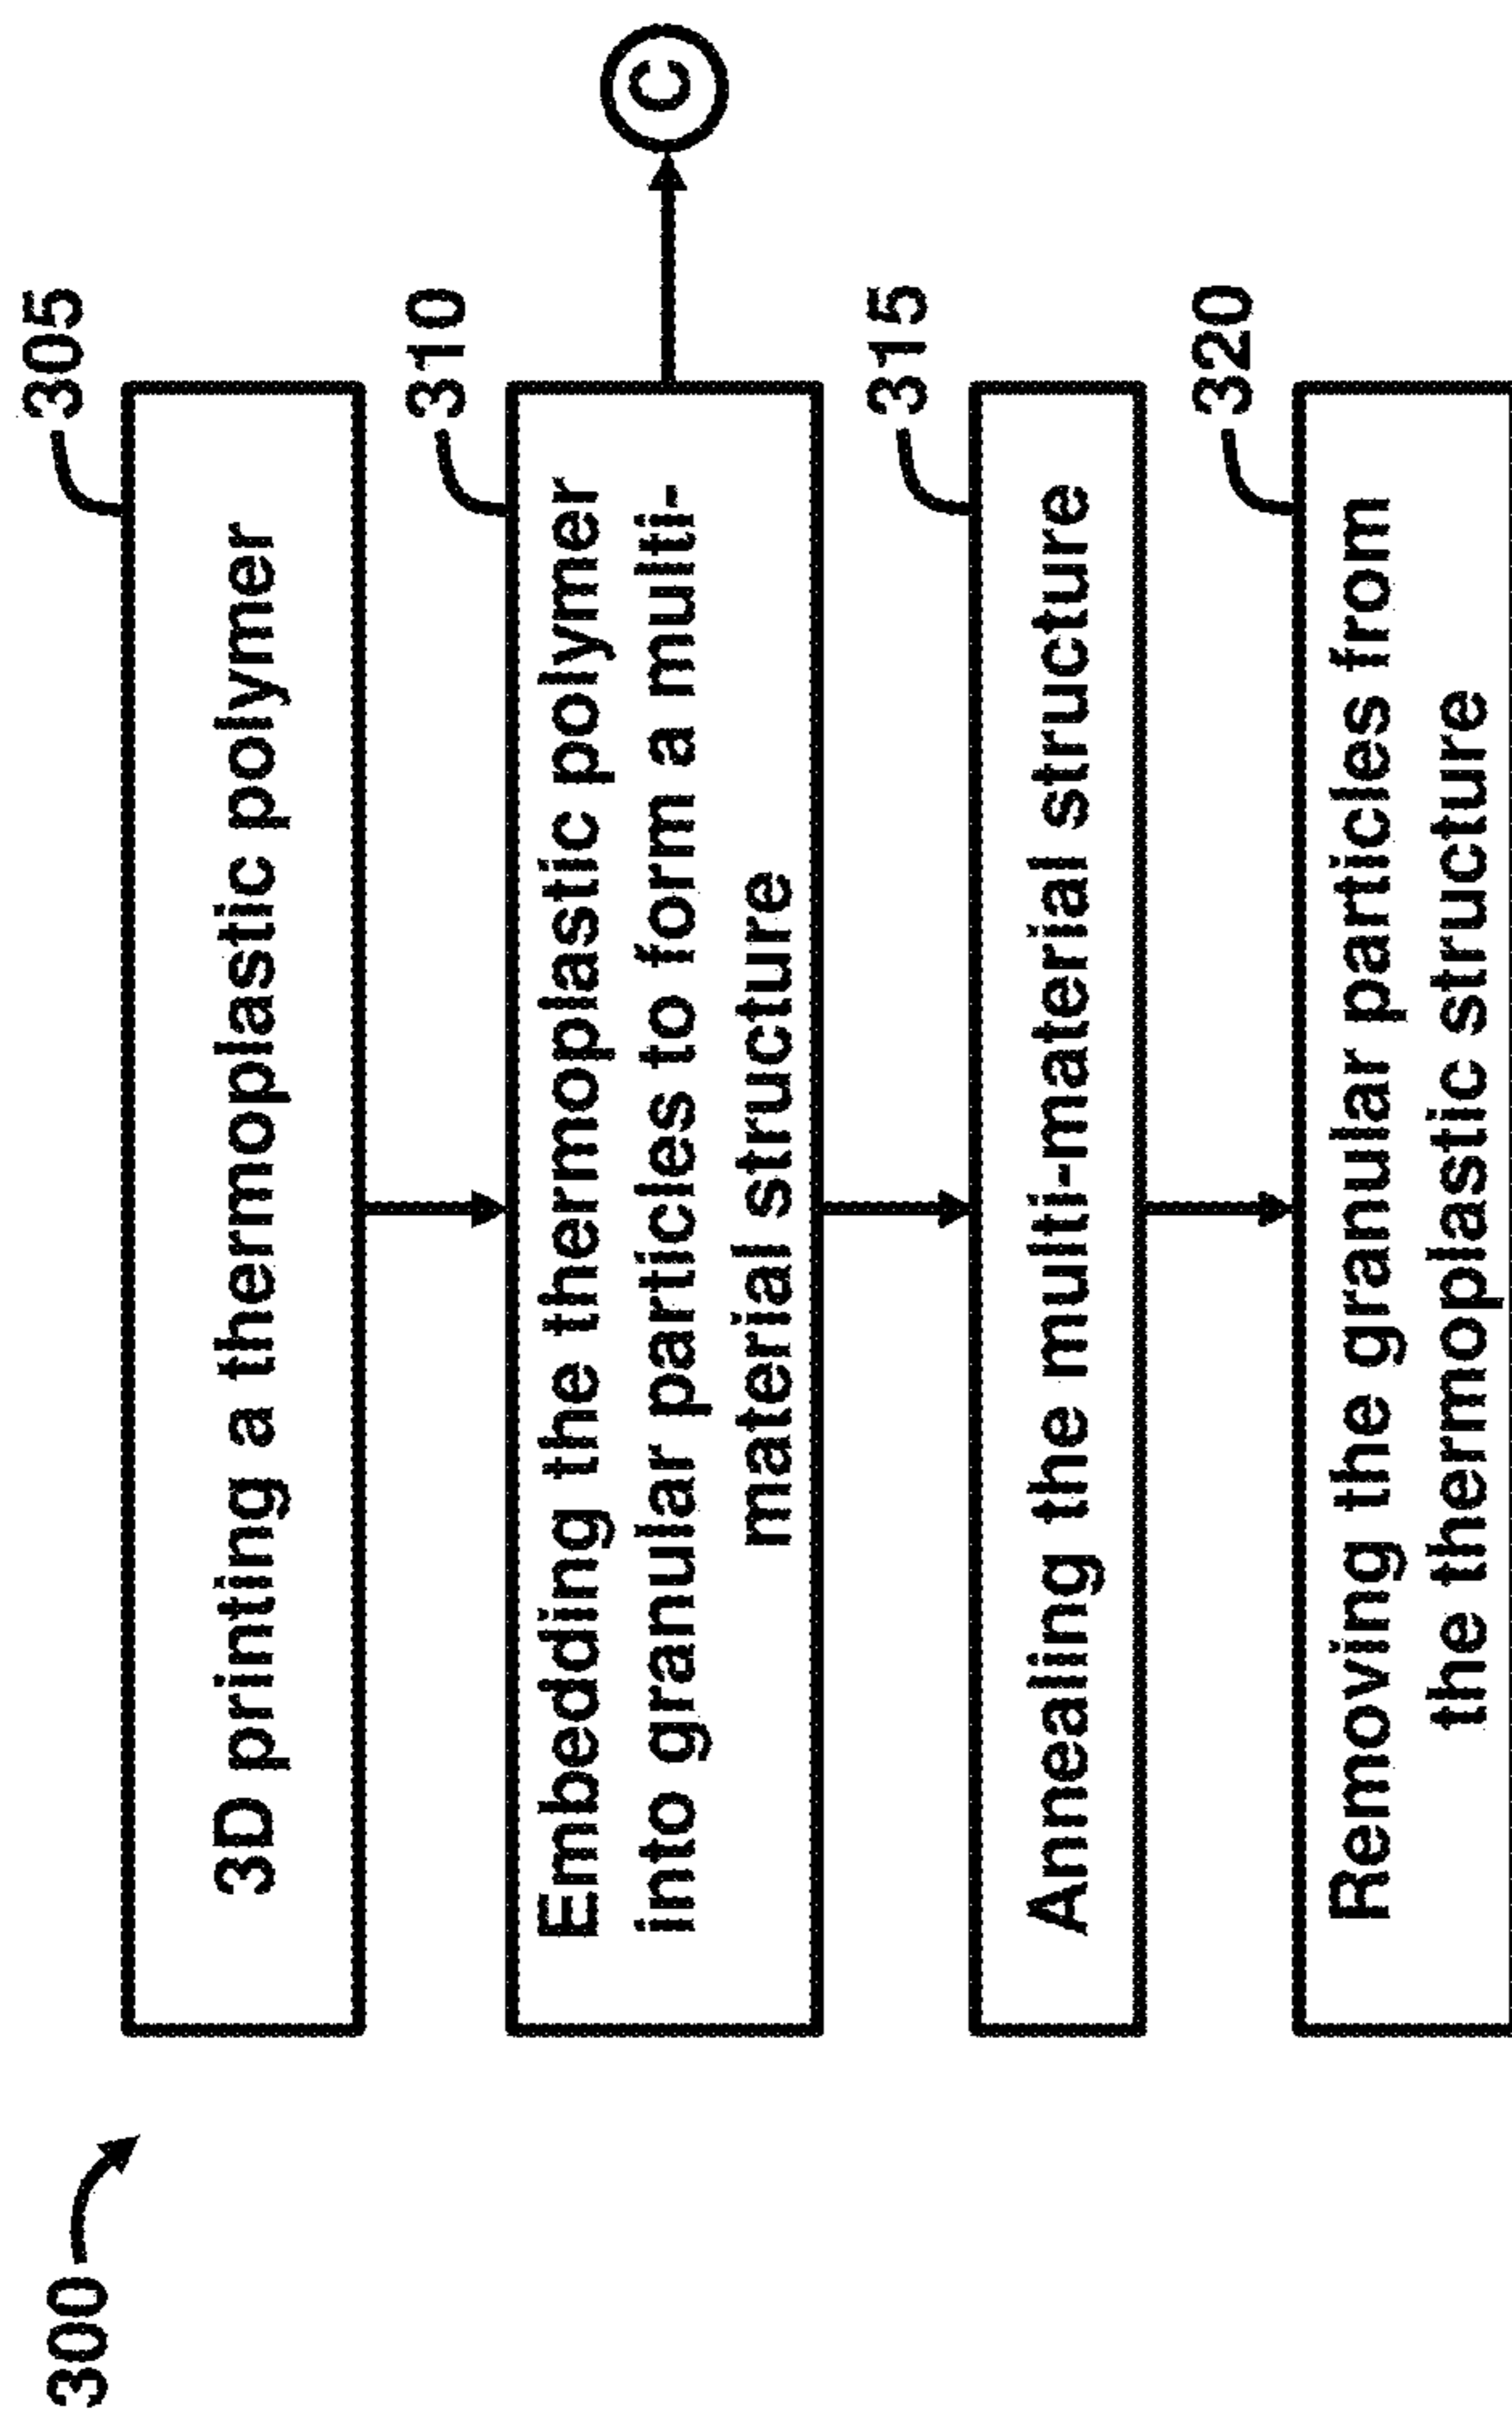 300
305
3D printing a thermoplastic polymer
310
Embedding the thermoplastic polymer
into granular particles to form a multi-
material structure
C
315
Annealing the multi-material structure
320
Removing the granular particles from
the thermoplastic structure